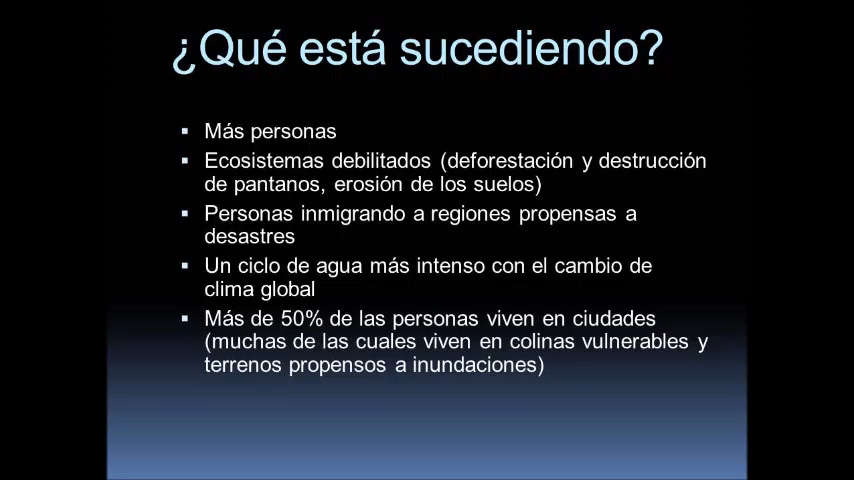 ¿Qué está sucediendo?
▪ Más personas
▪ Ecosistemas debilitados (deforestación y destrucción
de pantanos, erosión de los suelos)
▪ Personas inmigrando a regiones propensas a
desastres
▪ Un ciclo de agua más intenso con el cambio de
clima global
▪ Más de 50% de las personas viven en ciudades
(muchas de las cuales viven en colinas vulnerables y
terrenos propensos a inundaciones)